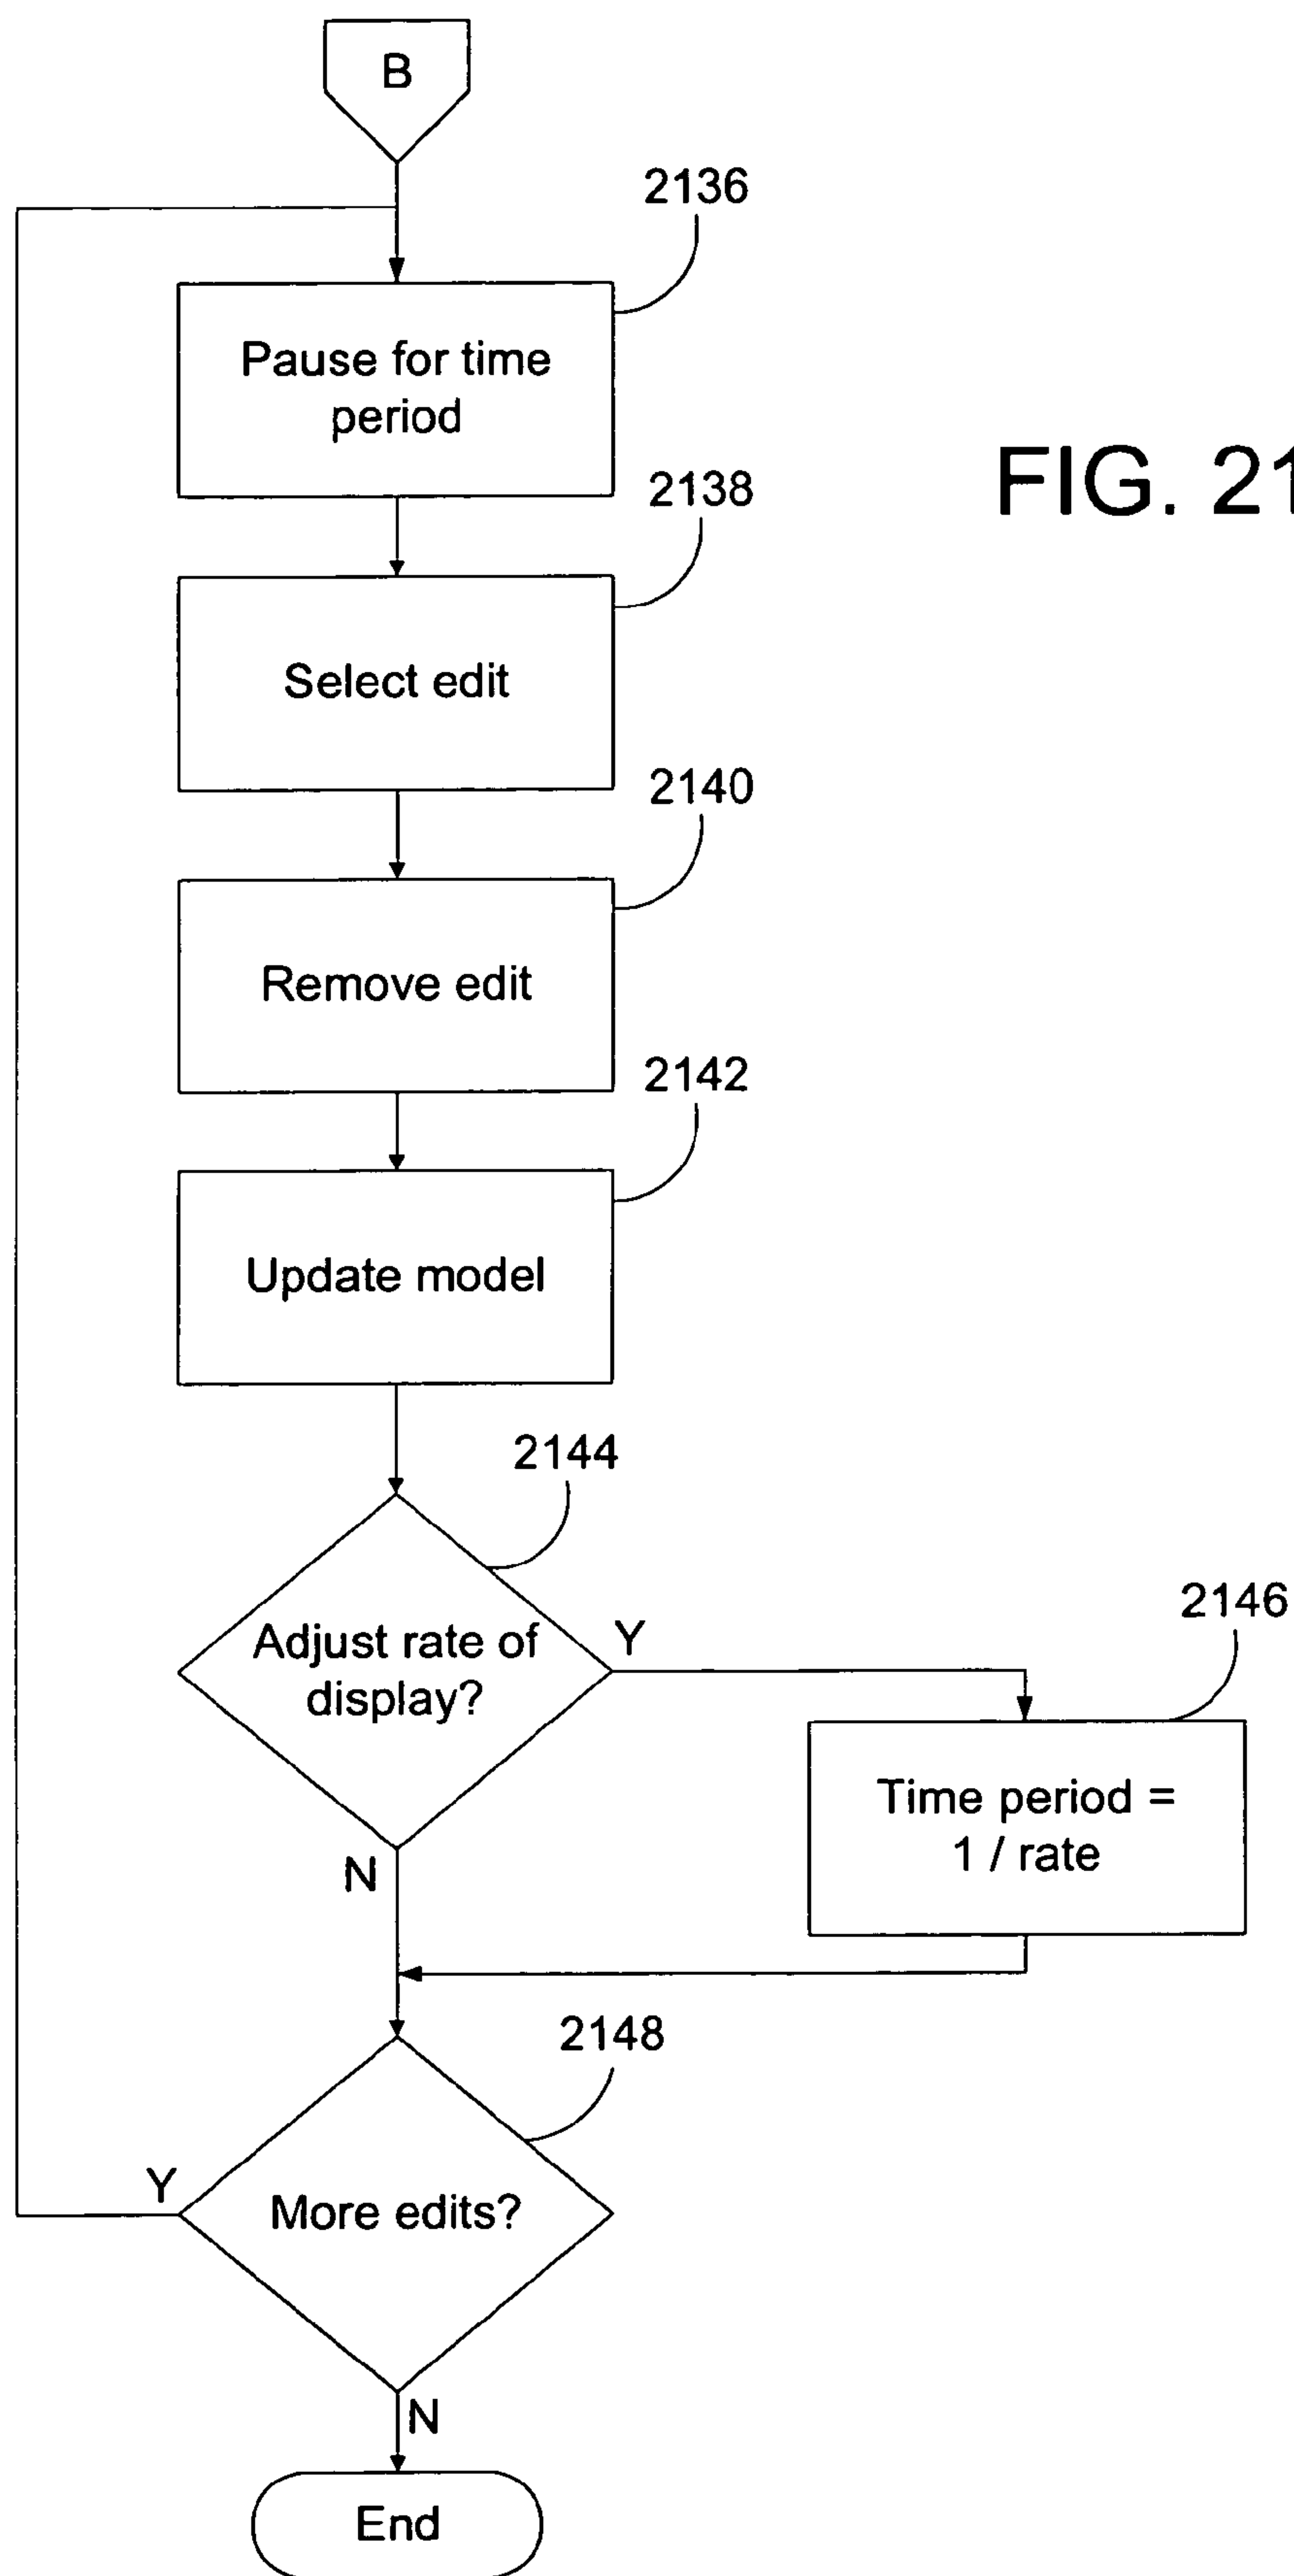 B
2136
Pause for time
period
FIG. 21
2138
Select edit
2140
Remove edit
2142
Update model
2144
Adjust rate of
display?
Y
2146
Time period =
1 / rate
N
2148
Y
More edits?
N
End